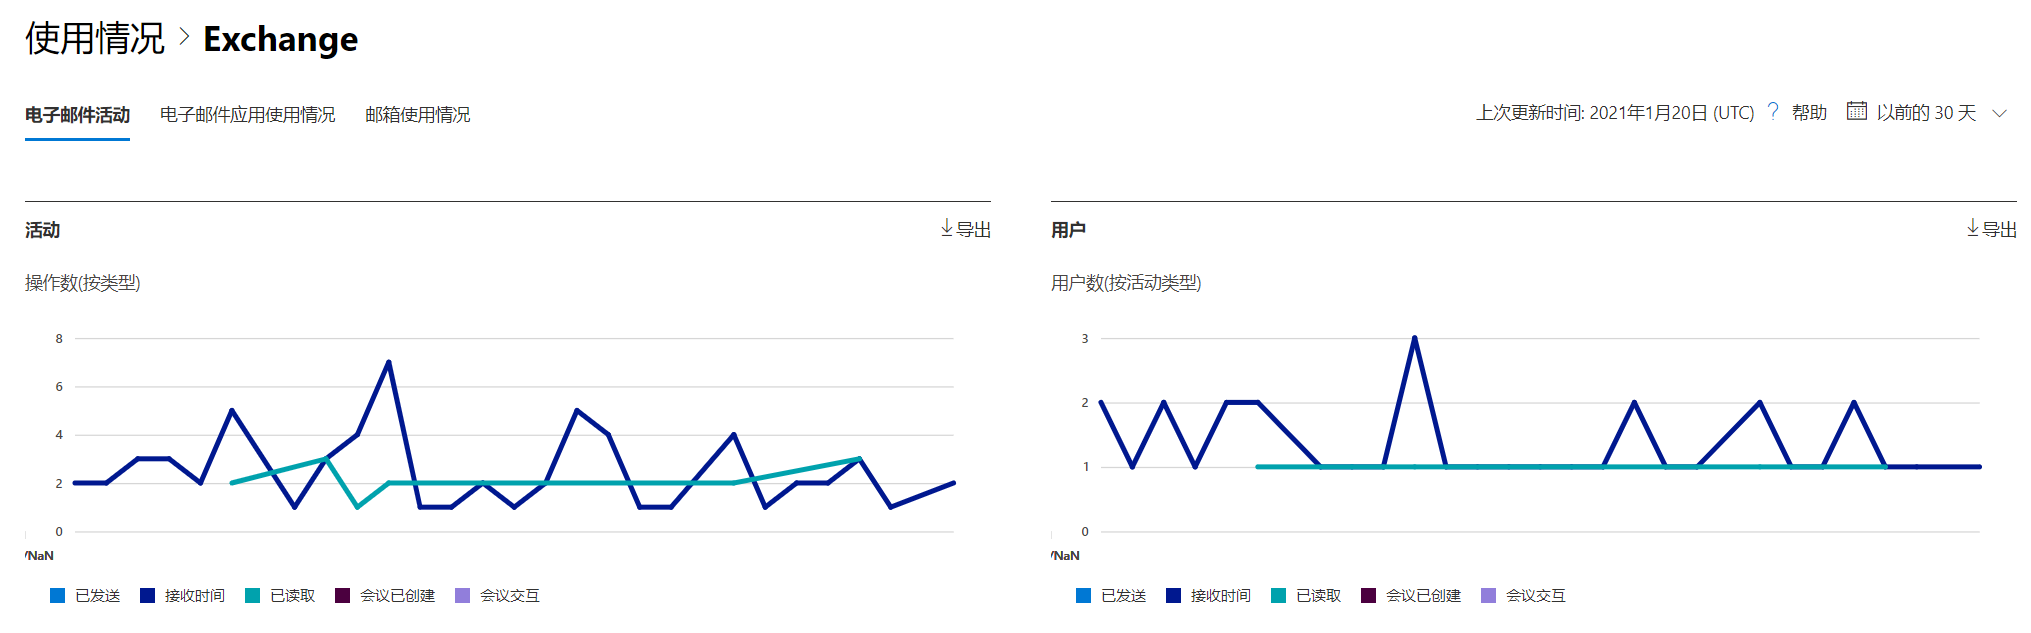 使用情况 > Exchange
电子邮件活动 电子邮件应用使用情况 邮箱使用情况
上次更新时间: 2021年1月20日 (UTC) ? 帮助 以前的 30 天
活动 导出
操作数(按类型)
8
6
4
2
0
/NaN
已发送 接收时间 已读取 会议已创建 会议交互
用户 导出
用户数(按活动类型)
3
2
1
0
/NaN
已发送 接收时间 已读取 会议已创建 会议交互